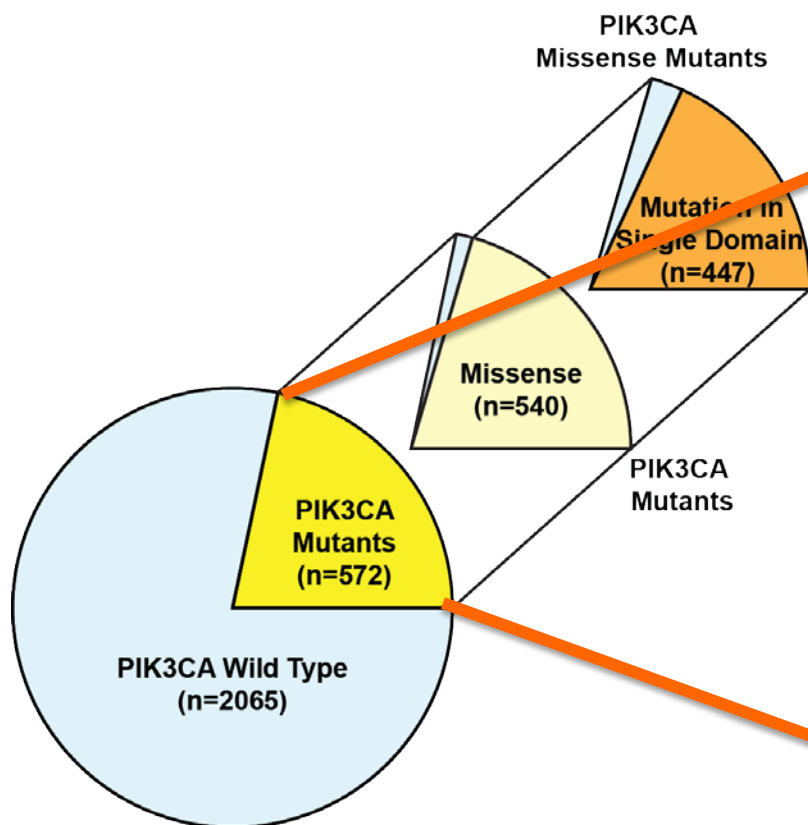 PIK3CA
Missense Mutants
Mutation in
Single Domain
(n=447)
Missense
(n=540)
PIK3CA
Mutants
PIK3CA
Mutants
(n=572)
PIK3CA Wild Type
(n=2065)